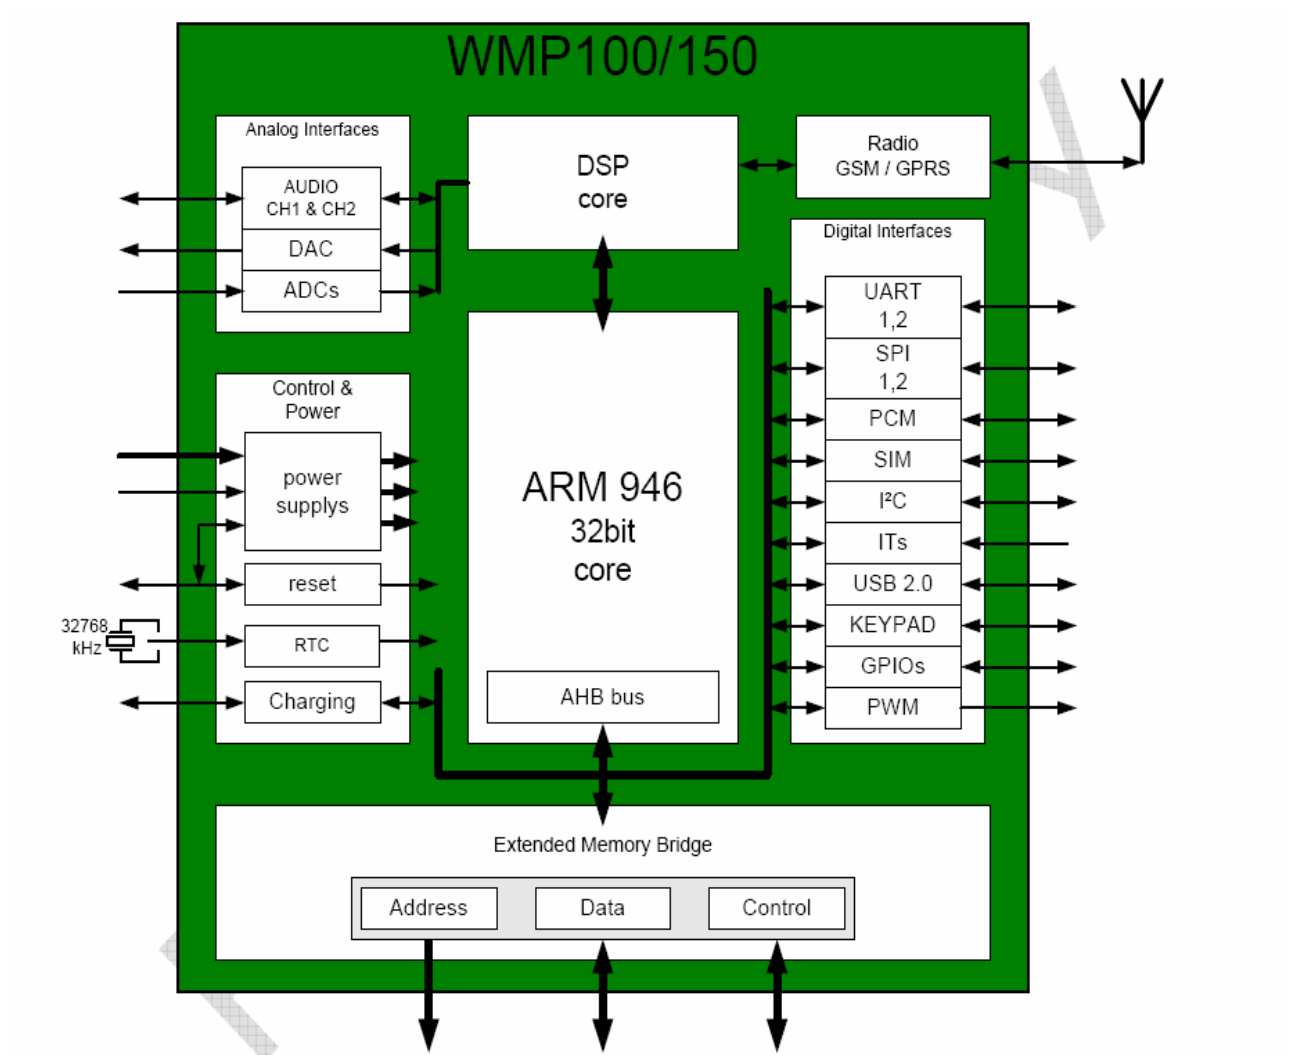 WMP100/150
Analog Interfaces
AUDIO
CH1 & CH2
DAC
ADCs
DSP
core
Radio
GSM / GPRS
Digital Interfaces
UART
1,2
SPI
1,2
PCM
SIM
I²C
ITs
USB 2.0
KEYPAD
GPIOs
PWM
Control &
Power
power
supplys
reset
32768
kHz
RTC
Charging
ARM 946
32bit
core
AHB bus
Extended Memory Bridge
Address
Data
Control